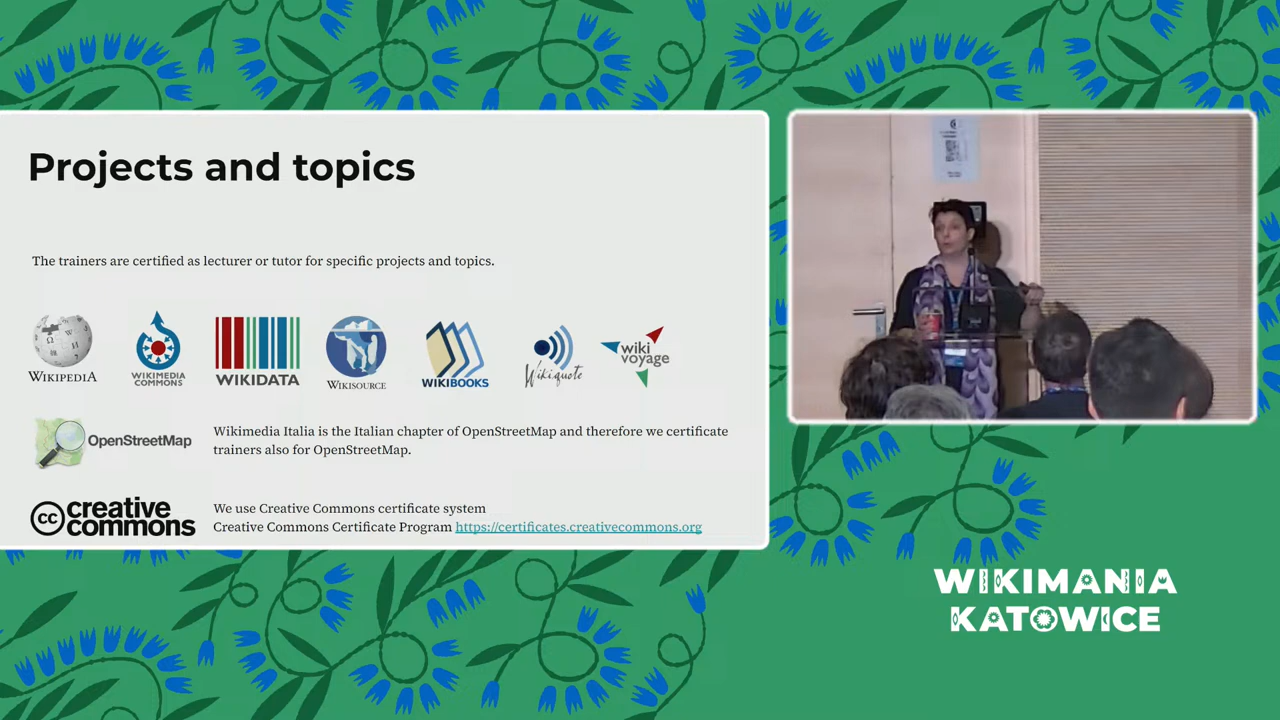 Projects and topics
The trainers are certified as lecturer or tutor for specific projects and topics.
WIKIPEDIA
WIKIMEDIA
COMMONS
WIKIDATA
WIKISOURCE
WIKIBOOKS
Wikiquote
wiki
voyage
OpenStreetMap
Wikimedia Italia is the Italian chapter of OpenStreetMap and therefore we certificate
trainers also for OpenStreetMap.
cc creative
commons
We use Creative Commons certificate system
Creative Commons Certificate Program https://certificates.creativecommons.org
WIKIMANIA
KATOWICE